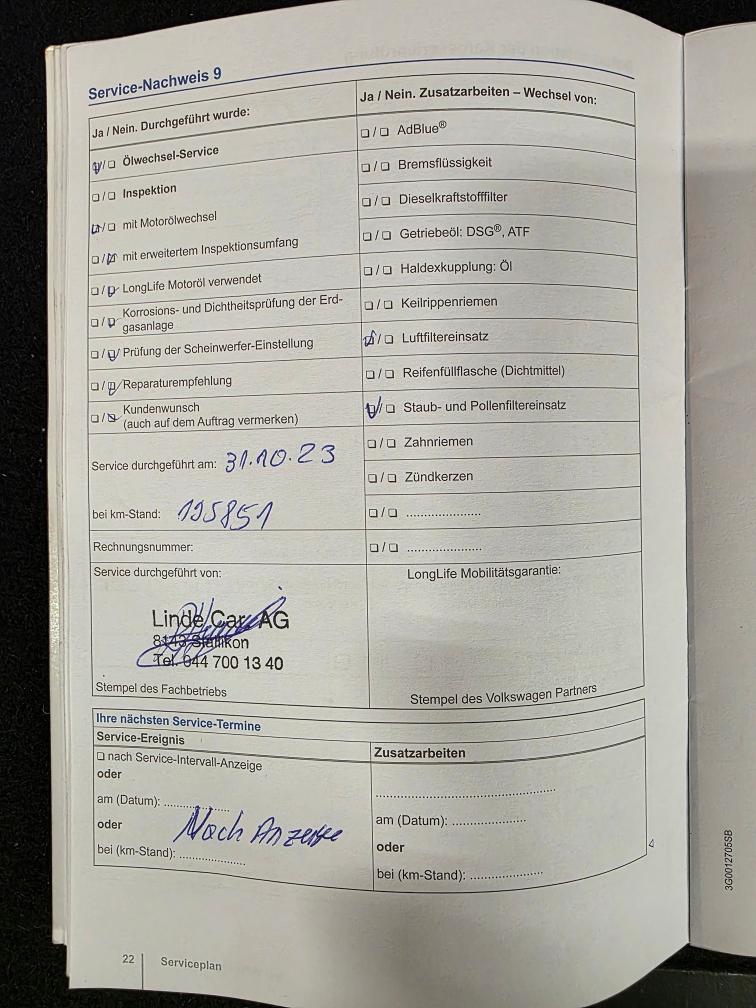 Service-Nachweis 9
Ja / Nein. Durchgeführt wurde:
☑/☐ Ölwechsel-Service
☐/☐ Inspektion
☑/☐ mit Motorölwechsel
☐/☑ mit erweitertem Inspektionsumfang
☐/☑ LongLife Motoröl verwendet
☐/☑ Korrosions- und Dichtheitsprüfung der Erd-
gasanlage
☐/☑ Prüfung der Scheinwerfer-Einstellung
☐/☑ Reparaturempfehlung
☐/☑ Kundenwunsch
(auch auf dem Auftrag vermerken)
Service durchgeführt am: 31.10.23
bei km-Stand: 195851
Rechnungsnummer:
Service durchgeführt von:
Linde Car AG
8143 Stallikon
Tel. 044 700 13 40
Stempel des Fachbetriebs
Ja / Nein. Zusatzarbeiten – Wechsel von:
☐/☐ AdBlue®
☐/☐ Bremsflüssigkeit
☐/☐ Dieselkraftstofffilter
☐/☐ Getriebeöl: DSG®, ATF
☐/☐ Haldexkupplung: Öl
☐/☐ Keilrippenriemen
☑/☐ Luftfiltereinsatz
☐/☐ Reifenfüllflasche (Dichtmittel)
☑/☐ Staub- und Pollenfiltereinsatz
☐/☐ Zahnriemen
☐/☐ Zündkerzen
☐/☐ .....................
☐/☐ .....................
LongLife Mobilitätsgarantie:
Stempel des Volkswagen Partners
Ihre nächsten Service-Termine
Service-Ereignis
☐ nach Service-Intervall-Anzeige
oder
am (Datum): ..................
oder
Nach Anzeige
bei (km-Stand): ..................
Zusatzarbeiten
..................................................
am (Datum): ....................
oder
bei (km-Stand): ....................
22
Serviceplan
3G0012705SB